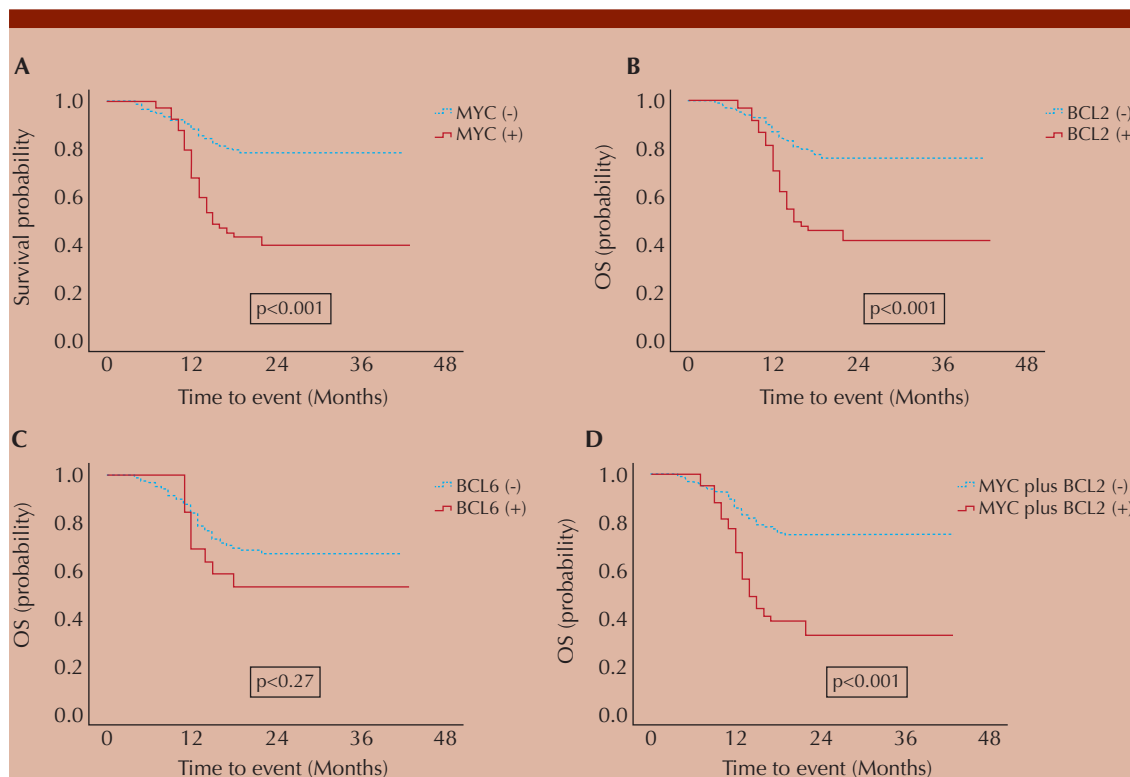 A
Survival probability
1.0
0.8
0.6
0.4
0.2
0.0
MYC (-)
MYC (+)
p<0.001
0 12 24 36 48
Time to event (Months)
B
OS (probability)
1.0
0.8
0.6
0.4
0.2
0.0
BCL2 (-)
BCL2 (+
p<0.001
0 12 24 36 48
Time to event (Months)
C
OS (probability)
1.0
0.8
0.6
0.4
0.2
0.0
BCL6 (-)
BCL6 (+)
p<0.27
0 12 24 36 48
Time to event (Months)
D
OS (probability)
1.0
0.8
0.6
0.4
0.2
0.0
MYC plus BCL2 (-)
MYC plus BCL2 (+)
p<0.001
0 12 24 36 48
Time to event (Months)